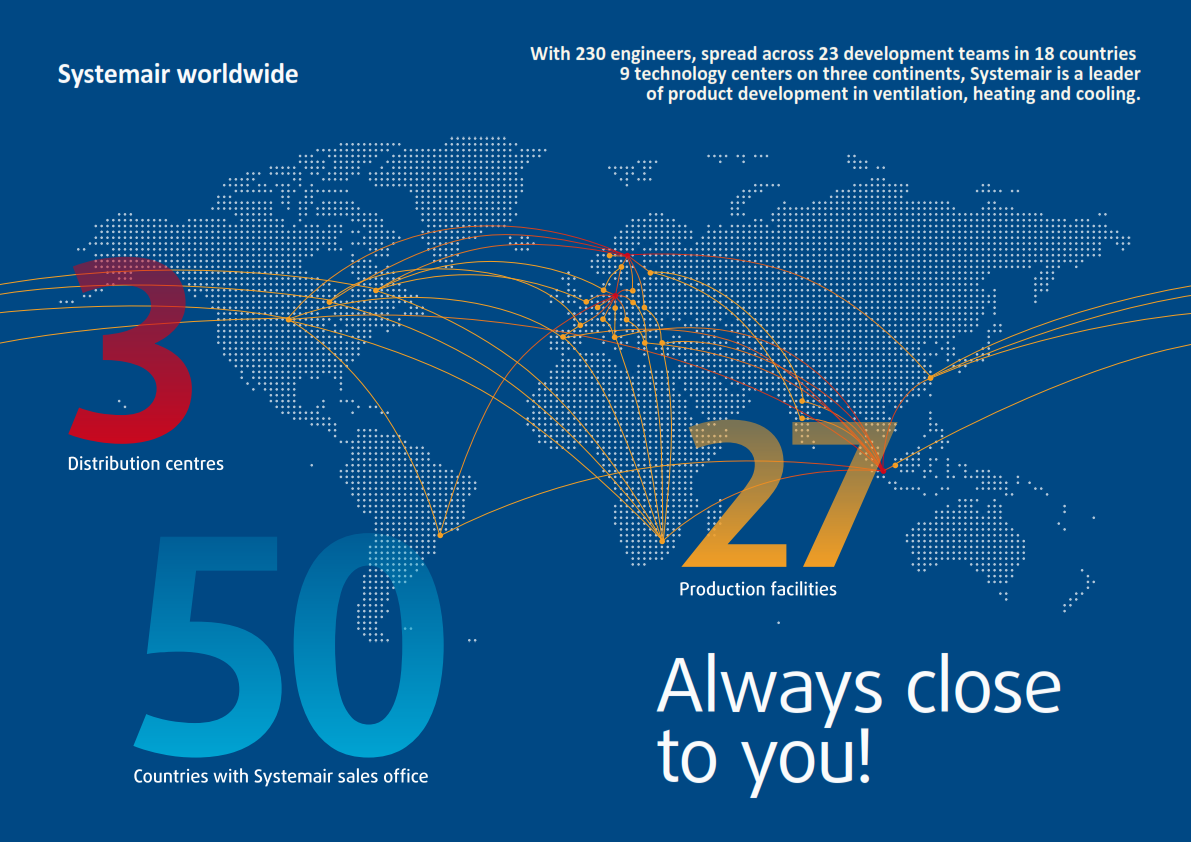 Systemair worldwide
With 230 engineers, spread across 23 development teams in 18 countries
9 technology centers on three continents, Systemair is a leader
of product development in ventilation, heating and cooling.
3
Distribution centres
27
Production facilities
50
Countries with Systemair sales office
Always close
to you!